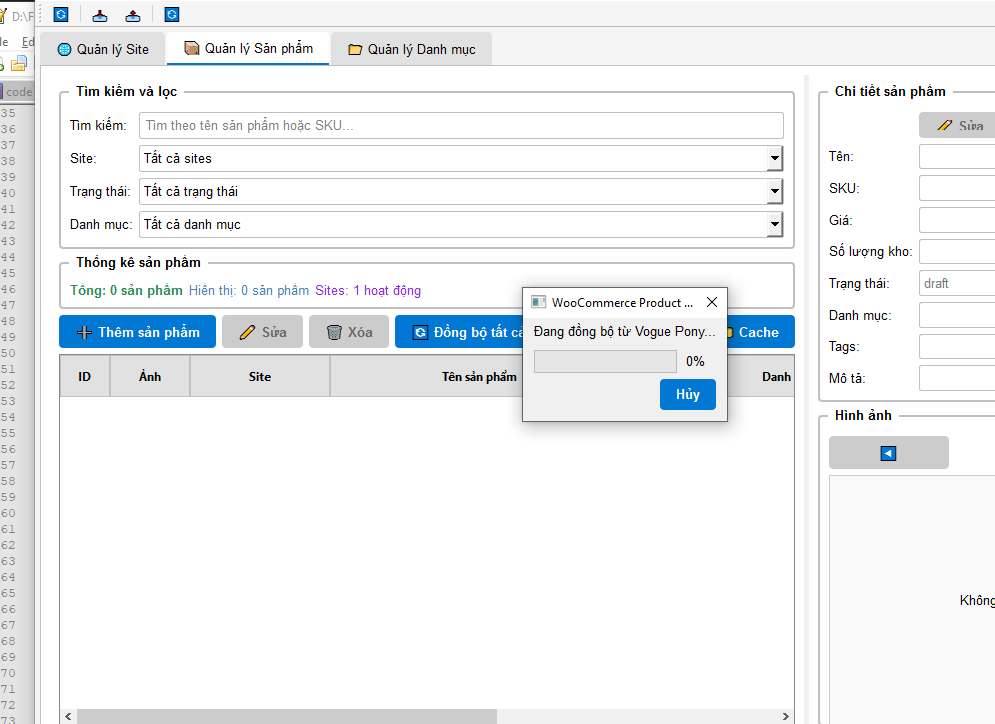 D:\F
le Ed
Quản lý Site Quản lý Sản phẩm Quản lý Danh mục
code
Tìm kiếm và lọc
Tìm kiếm: Tìm theo tên sản phẩm hoặc SKU...
Site: Tất cả sites
Trạng thái: Tất cả trạng thái
Danh mục: Tất cả danh mục
Thống kê sản phẩm
Tổng: 0 sản phẩm Hiển thị: 0 sản phẩm Sites: 1 hoạt động
Thêm sản phẩm Sửa Xóa Đồng bộ tất cả Cache
ID Ảnh Site Tên sản phẩm Danh
WooCommerce Product ...
Đang đồng bộ từ Vogue Pony...
0%
Hủy
Chi tiết sản phẩm
Sửa
Tên:
SKU:
Giá:
Số lượng kho:
Trạng thái: draft
Danh mục:
Tags:
Mô tả:
Hình ảnh
Không
35
36
37
38
39
40
41
42
43
44
45
46
47
48
49
50
51
52
53
54
55
56
57
58
59
60
61
62
63
64
65
66
67
68
69
70
71
72
73